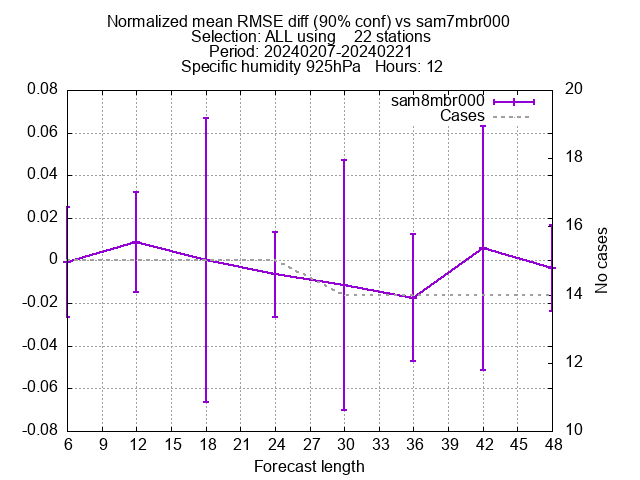 Normalized mean RMSE diff (90% conf) vs sam7mbr000
Selection: ALL using    22 stations
Period: 20240207-20240221
Specific humidity 925hPa   Hours: 12
0.08
0.06
0.04
0.02
0
-0.02
-0.04
-0.06
-0.08
sam8mbr000
Cases
20
18
16
14
12
10
No cases
6 9 12 15 18 21 24 27 30 33 36 39 42 45 48
Forecast length